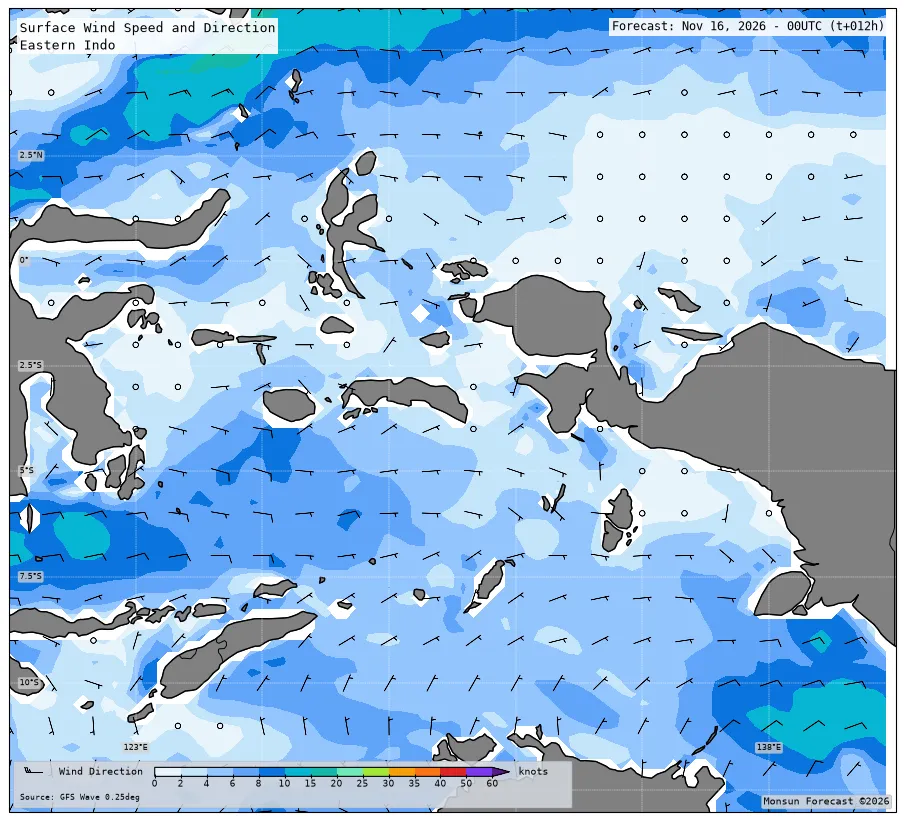 Surface Wind Speed and Direction
Eastern Indo
Forecast: Nov 16, 2026 - 00UTC (t+012h)
2.5°N
0°
2.5°S
5°S
7.5°S
10°S
123°E
138°E
Wind Direction
0 2 4 6 8 10 15 20 25 30 35 40 50 60
knots
Source: GFS Wave 0.25deg
Monsun Forecast ©2026